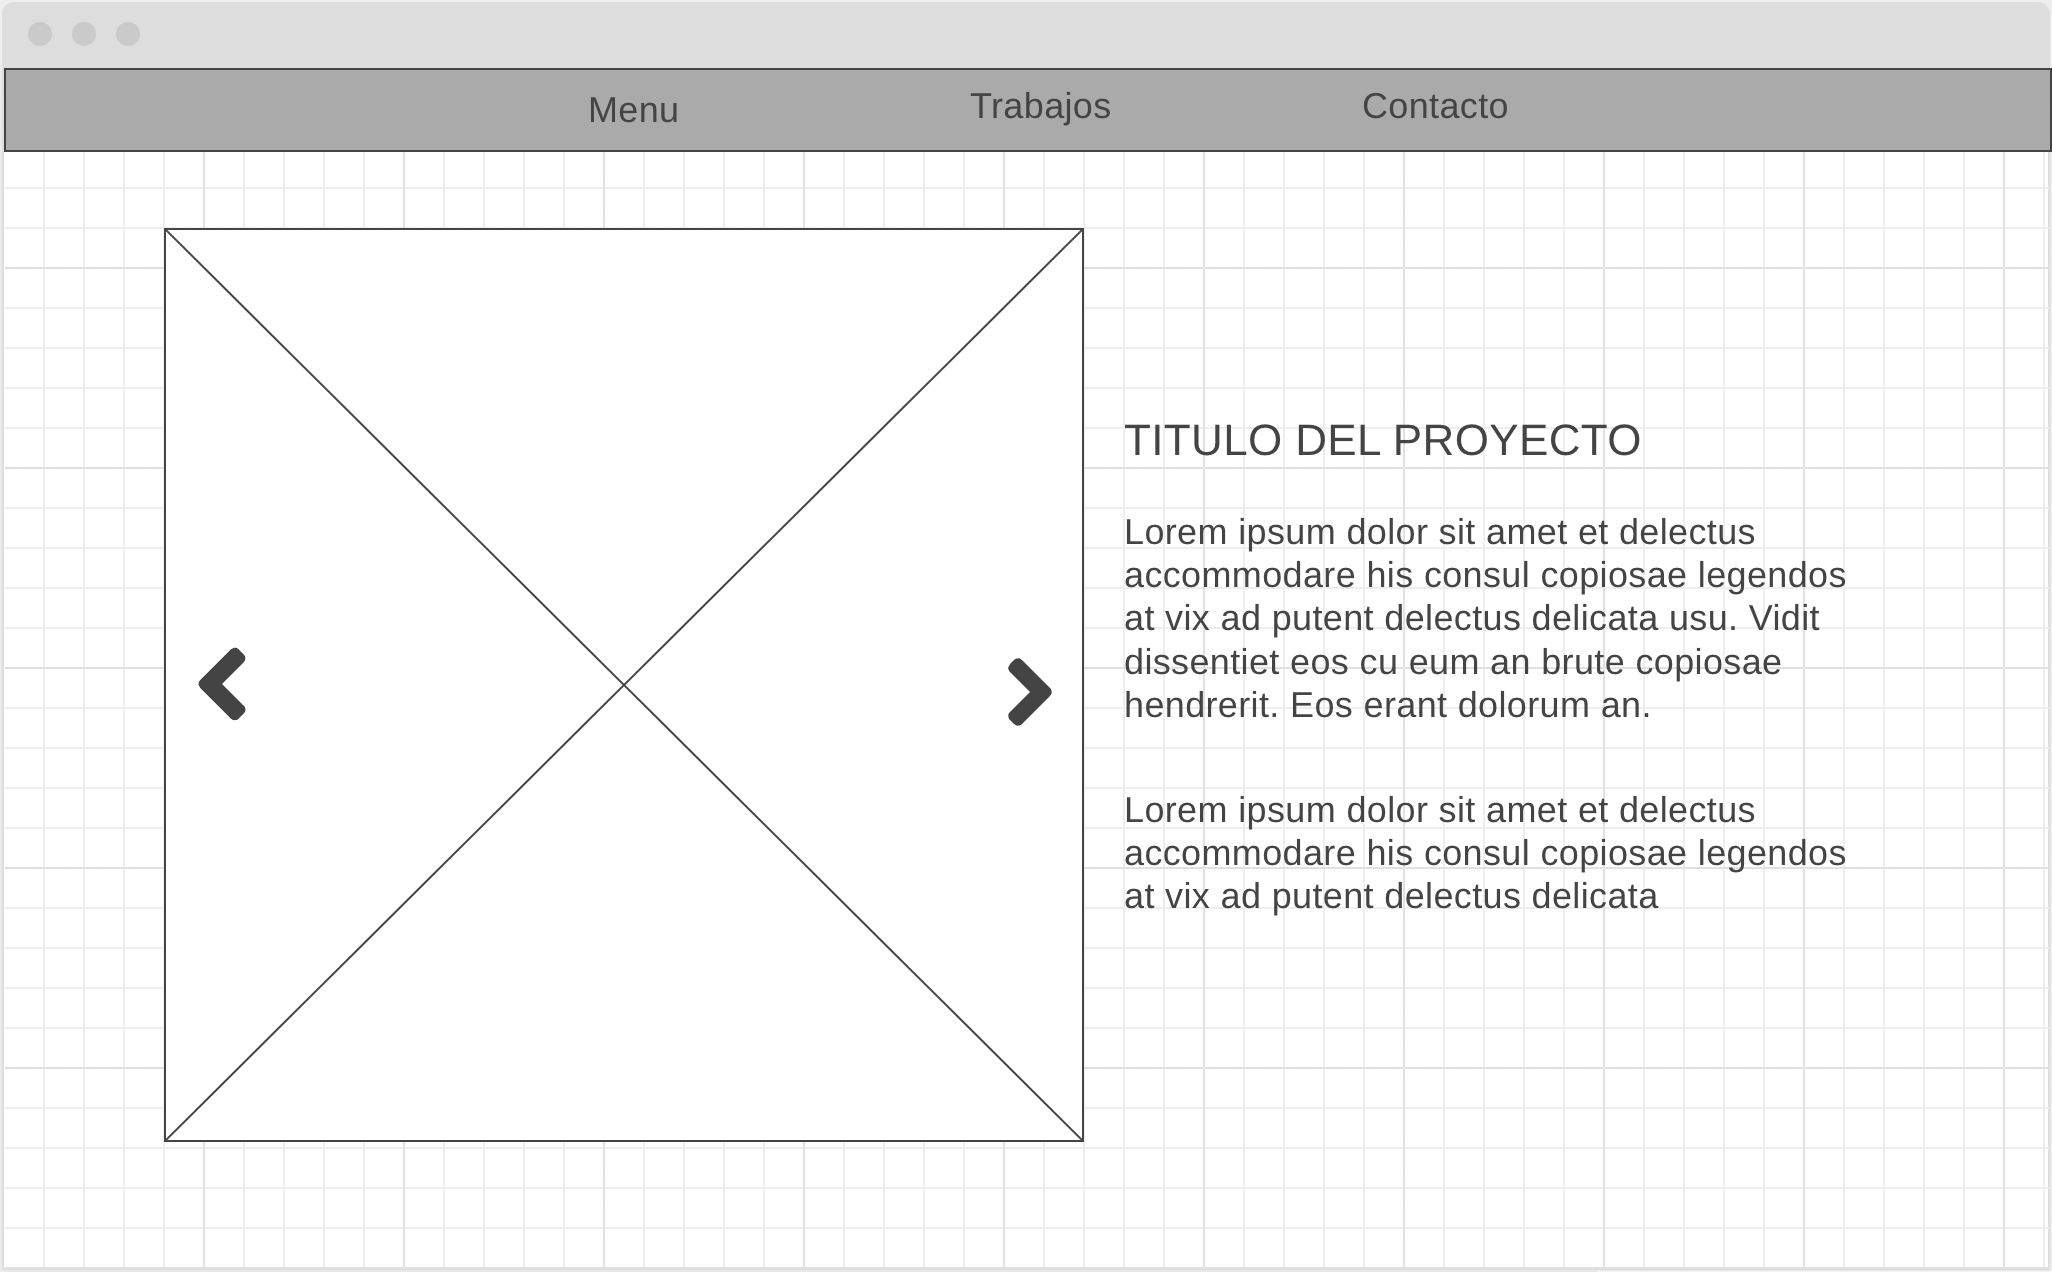 Menu Trabajos Contacto
TITULO DEL PROYECTO
Lorem ipsum dolor sit amet et delectus
accommodare his consul copiosae legendos
at vix ad putent delectus delicata usu. Vidit
dissentiet eos cu eum an brute copiosae
hendrerit. Eos erant dolorum an.
Lorem ipsum dolor sit amet et delectus
accommodare his consul copiosae legendos
at vix ad putent delectus delicata